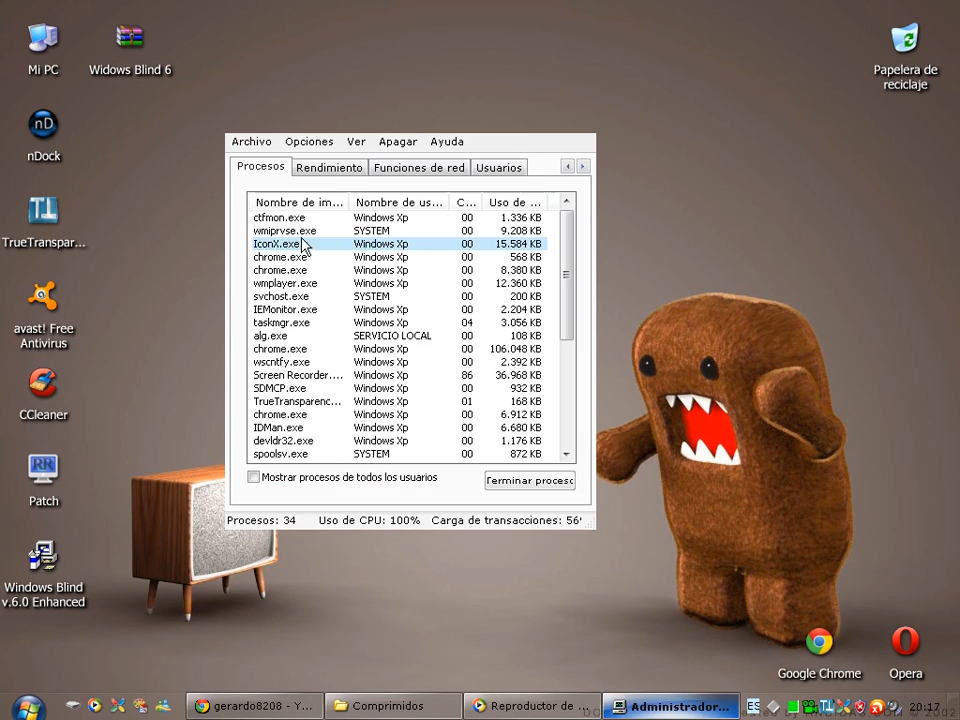 Mi PC
Widows Blind 6
Papelera de
reciclaje
nDock
TrueTranspar...
avast! Free
Antivirus
CCleaner
Patch
Windows Blind
v.6.0 Enhanced
Archivo Opciones Ver Apagar Ayuda
Procesos Rendimiento Funciones de red Usuarios
Nombre de im... Nombre de us... C... Uso de ...
ctfmon.exe Windows Xp 00 1.336 KB
wmiprvse.exe SYSTEM 00 9.208 KB
IconX.exe Windows Xp 00 15.584 KB
chrome.exe Windows Xp 00 568 KB
chrome.exe Windows Xp 00 8.380 KB
wmplayer.exe Windows Xp 00 12.360 KB
svchost.exe SYSTEM 00 200 KB
IEMonitor.exe Windows Xp 00 2.204 KB
taskmgr.exe Windows Xp 04 3.056 KB
alg.exe SERVICIO LOCAL 00 108 KB
chrome.exe Windows Xp 00 106.048 KB
wscntfy.exe Windows Xp 00 2.392 KB
Screen Recorder.... Windows Xp 86 36.968 KB
SDMCP.exe Windows Xp 00 932 KB
TrueTransparenc... Windows Xp 01 168 KB
chrome.exe Windows Xp 00 6.912 KB
IDMan.exe Windows Xp 00 6.680 KB
devldr32.exe Windows Xp 00 1.176 KB
spoolsv.exe SYSTEM 00 872 KB
Mostrar procesos de todos los usuarios
Terminar proceso
Procesos: 34 Uso de CPU: 100% Carga de transacciones: 56
Google Chrome
Opera
gerardo8208 - Y...
Comprimidos
Reproductor de ...
Administrador...
ES
20:17